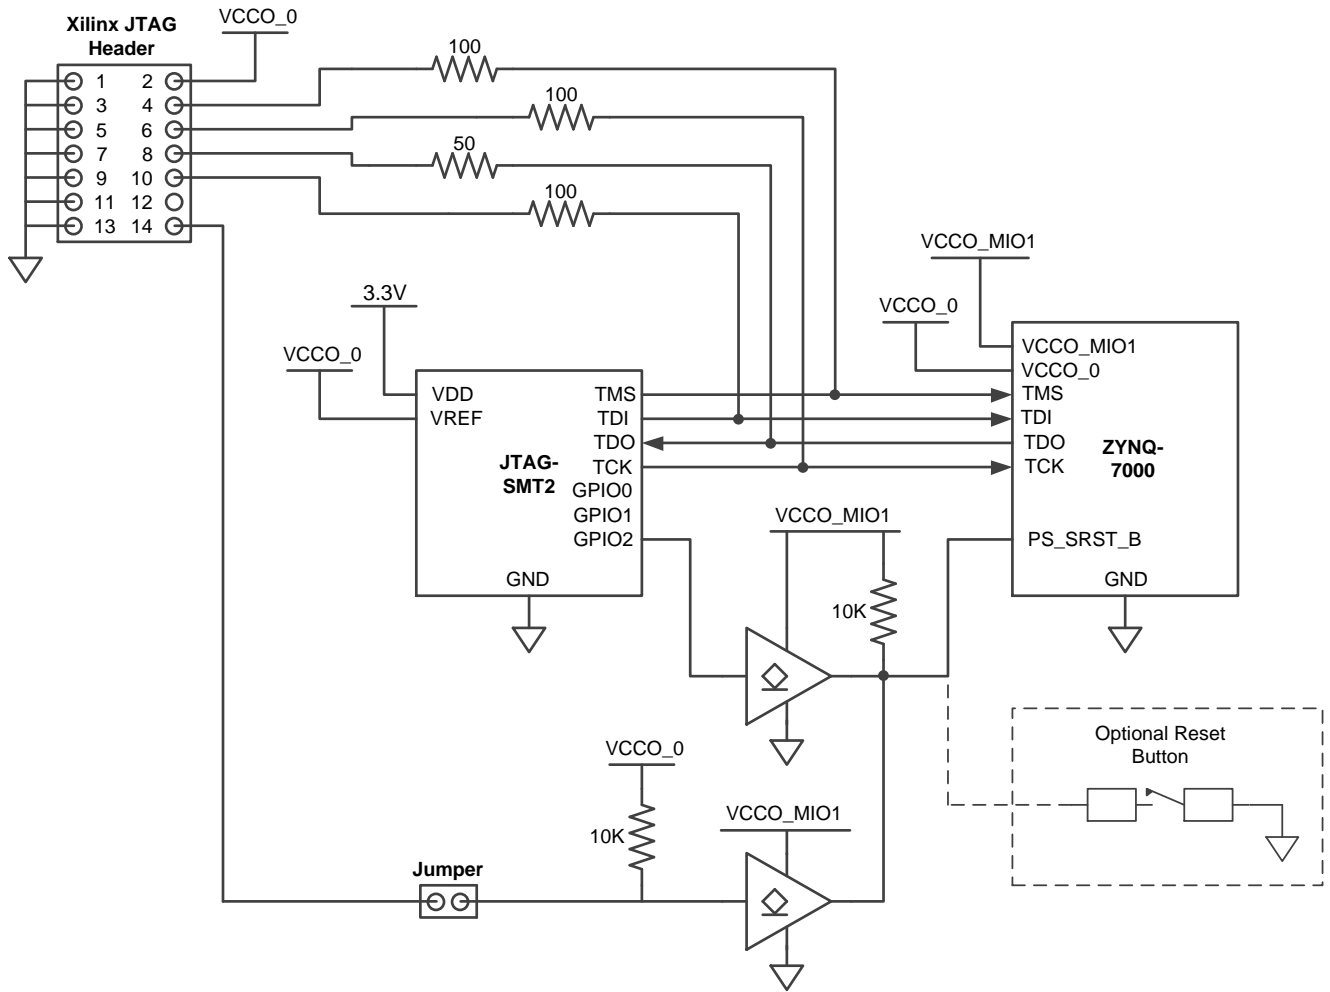 Xilinx JTAG
Header
VCCO_0
1 2
3 4
5 6
7 8
9 10
11 12
13 14
100
100
50
100
VCCO_MIO1
VCCO_0
3.3V
VCCO_0
VDD
VREF
JTAG-
SMT2
TMS
TDI
TDO
TCK
GPIO0
GPIO1
GPIO2
GND
VCCO_MIO1
VCCO_0
TMS
TDI
TDO
TCK
ZYNQ-
7000
PS_SRST_B
GND
VCCO_MIO1
10K
VCCO_0
10K
VCCO_MIO1
Jumper
Optional Reset
Button